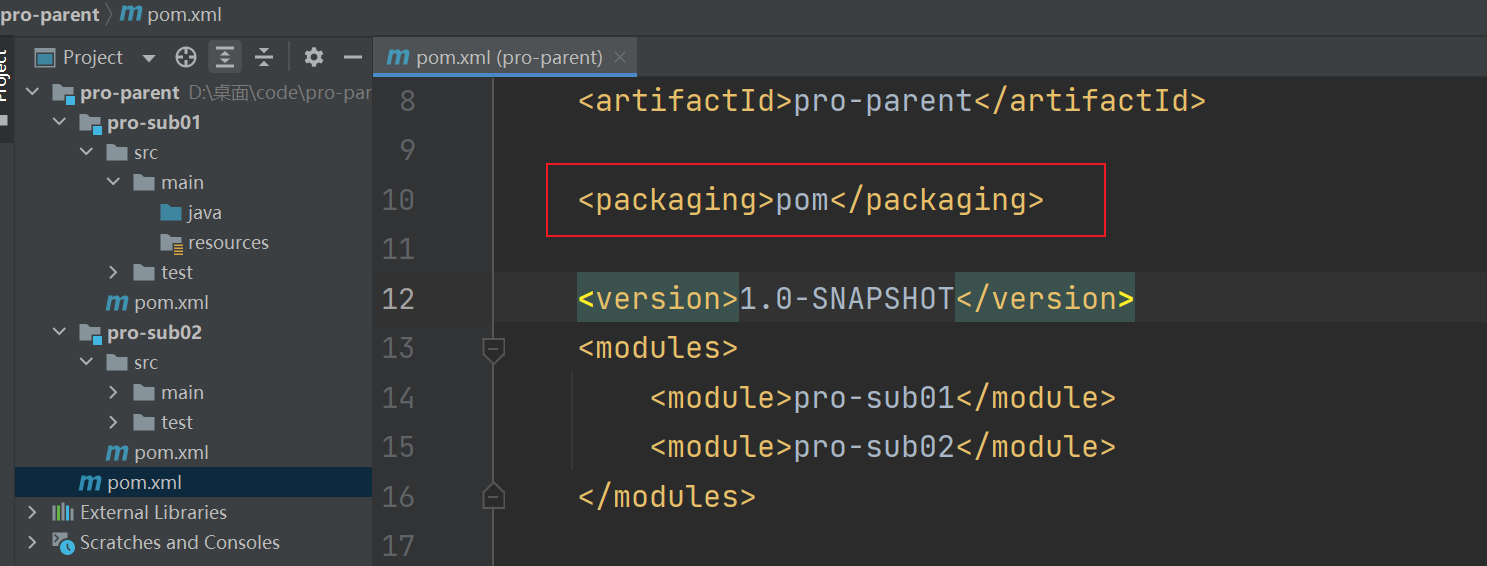 pro-parent 〉 m pom.xml
Project
Project
pro-parent D:\桌面\code\pro-par
pro-sub01
src
main
java
resources
test
m pom.xml
pro-sub02
src
main
test
m pom.xml
m pom.xml
External Libraries
Scratches and Consoles
m pom.xml (pro-parent)
8 <artifactId>pro-parent</artifactId>
9
10 <packaging>pom</packaging>
11
12 <version>1.0-SNAPSHOT</version>
13 <modules>
14 <module>pro-sub01</module>
15 <module>pro-sub02</module>
16 </modules>
17